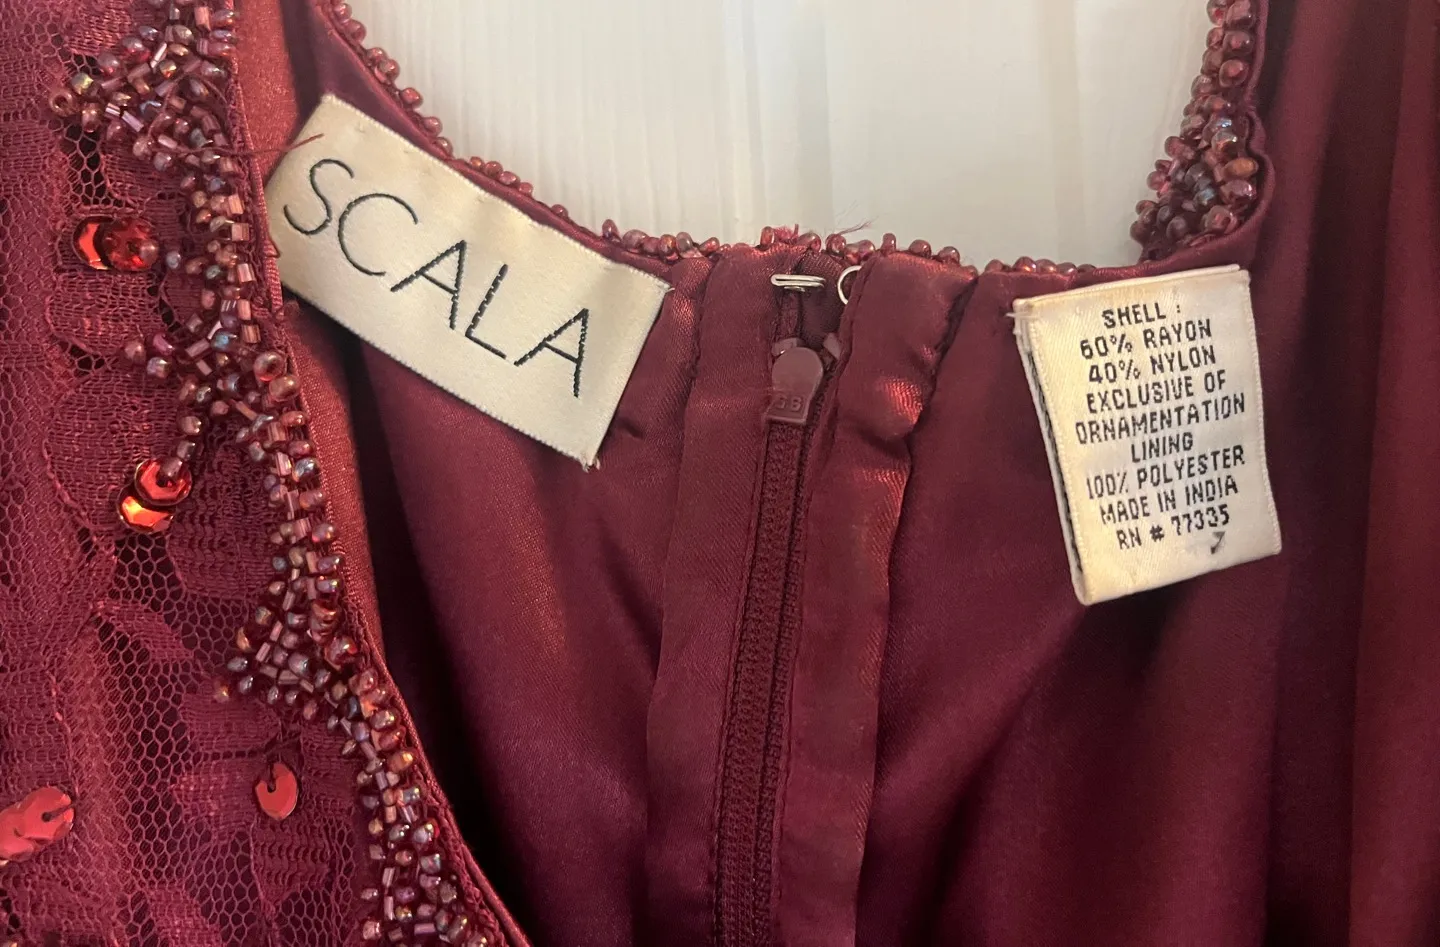 SCALA
SHELL :
60% RAYON
40% NYLON
EXCLUSIVE OF
ORNAMENTATION
LINING
100% POLYESTER
MADE IN INDIA
RN # 77335